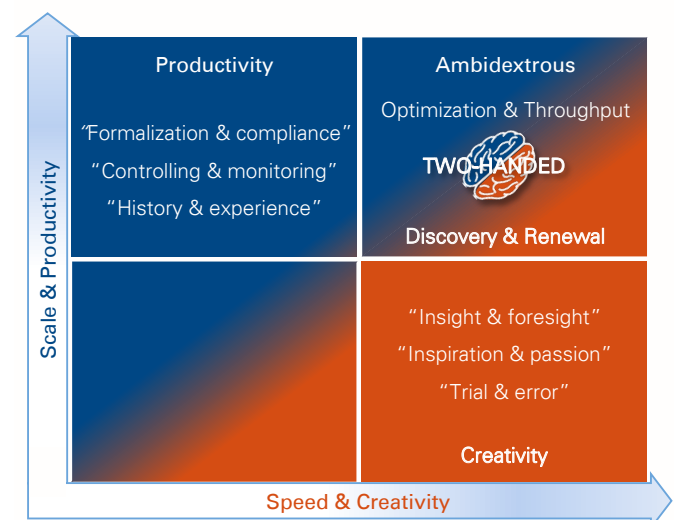 Productivity
“Formalization & compliance”
“Controlling & monitoring”
“History & experience”
Ambidextrous
Optimization & Throughput
TWO-HANDED
Discovery & Renewal
“Insight & foresight”
“Inspiration & passion”
“Trial & error”
Creativity
Scale & Productivity
Speed & Creativity